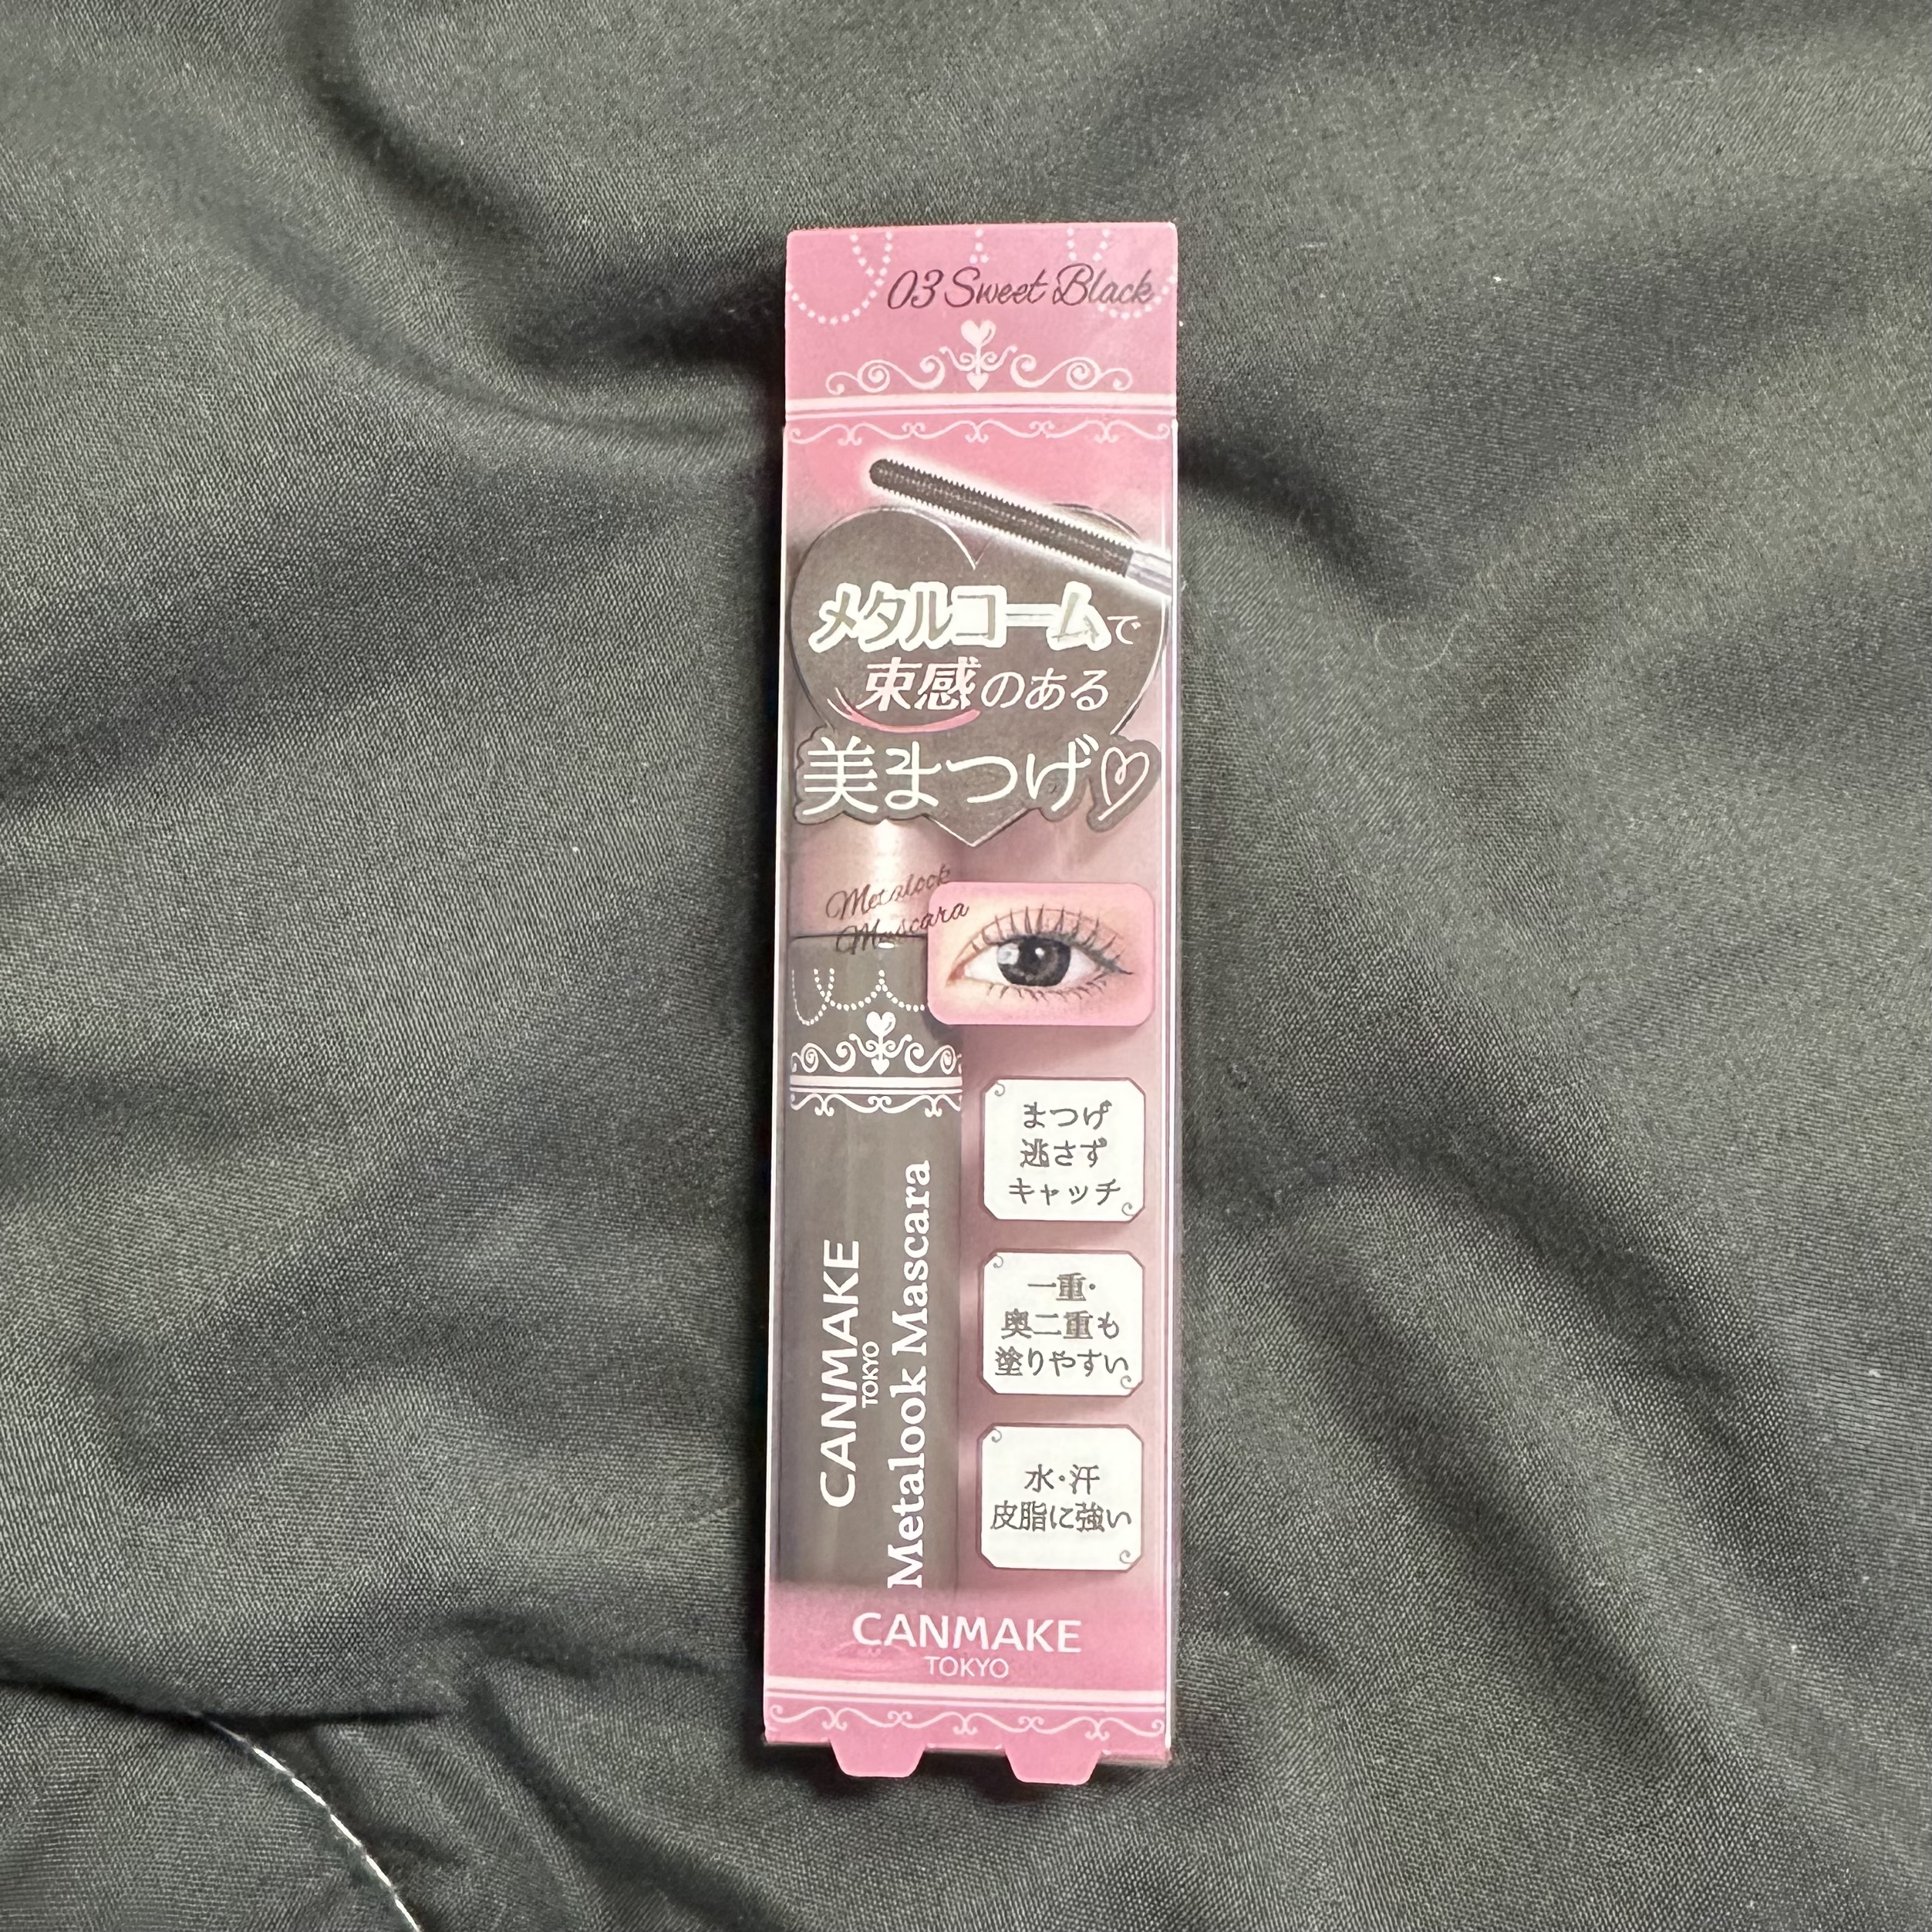 03 Sweet Black
メタルコームで
束感のある
美まつげ♡
Metalook
Mascara
まつげ
逃さず
キャッチ
一重・
奥二重も
塗りやすい
水・汗
皮脂に強い
CANMAKE
TOKYO
Metalook Mascara
CANMAKE
TOKYO